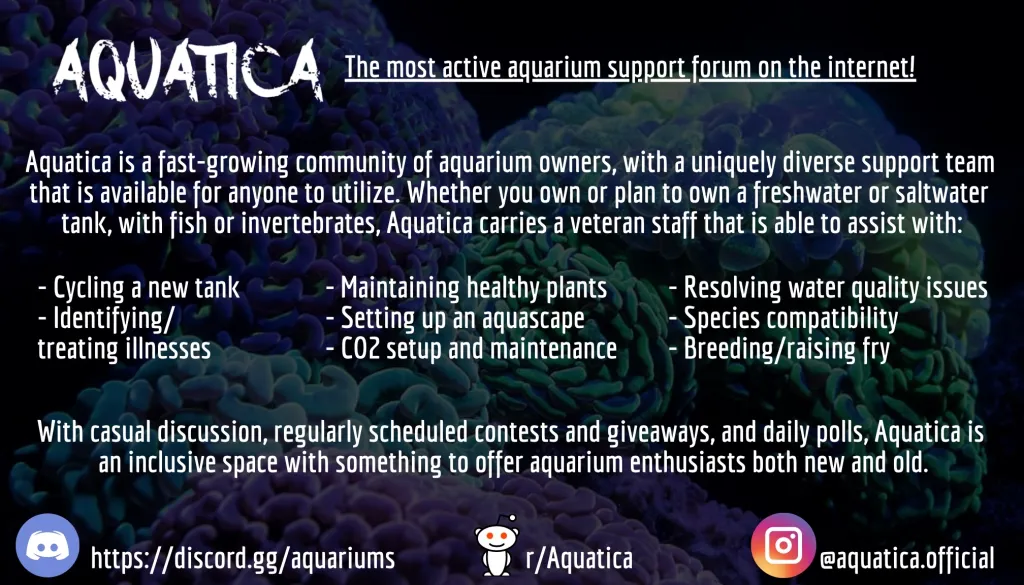 AQUATICA
The most active aquarium support forum on the internet!
Aquatica is a fast-growing community of aquarium owners, with a uniquely diverse support team
that is available for anyone to utilize. Whether you own or plan to own a freshwater or saltwater
tank, with fish or invertebrates, Aquatica carries a veteran staff that is able to assist with:
- Cycling a new tank
- Identifying/
treating illnesses
- Maintaining healthy plants
- Setting up an aquascape
- CO2 setup and maintenance
- Resolving water quality issues
- Species compatibility
- Breeding/raising fry
With casual discussion, regularly scheduled contests and giveaways, and daily polls, Aquatica is
an inclusive space with something to offer aquarium enthusiasts both new and old.
https://discord.gg/aquariums
r/Aquatica
@aquatica.official